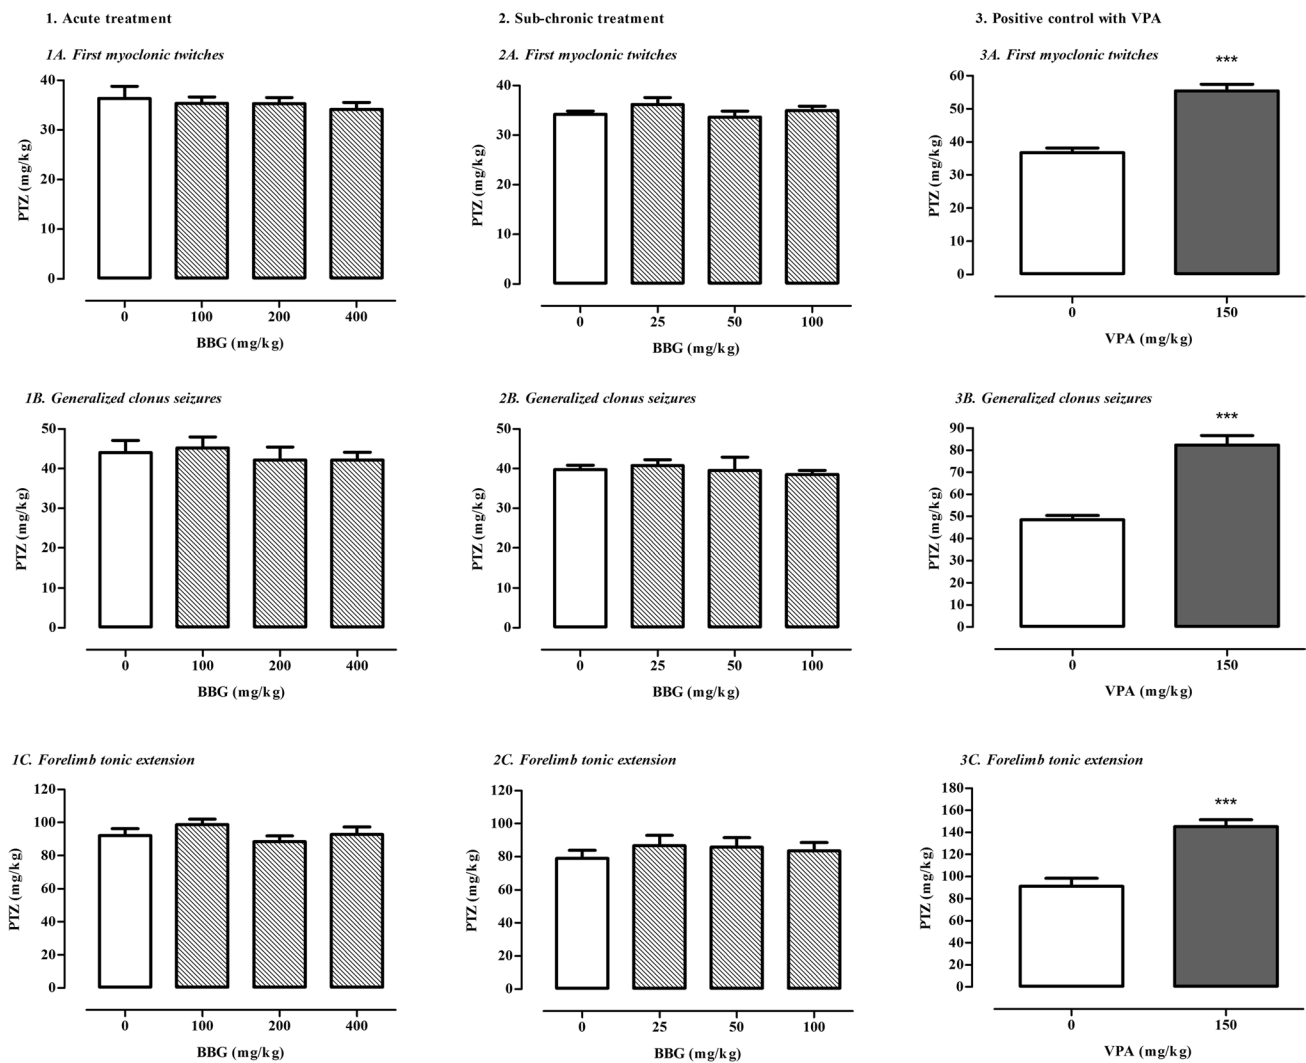 1. Acute treatment
2. Sub-chronic treatment
3. Positive control with VPA
1A. First myoclonic twitches
40
30
20
10
0
PTZ (mg/kg)
0 100 200 400
BBG (mg/kg)
2A. First myoclonic twitches
40
30
20
10
0
PTZ (mg/kg)
0 25 50 100
BBG (mg/kg)
3A. First myoclonic twitches
***
60
50
40
30
20
10
0
PTZ (mg/kg)
0 150
VPA (mg/kg)
1B. Generalized clonus seizures
50
40
30
20
10
0
PTZ (mg/kg)
0 100 200 400
BBG (mg/kg)
2B. Generalized clonus seizures
50
40
30
20
10
0
PTZ (mg/kg)
0 25 50 100
BBG (mg/kg)
3B. Generalized clonus seizures
***
90
80
70
60
50
40
30
20
10
0
PTZ (mg/kg)
0 150
VPA (mg/kg)
1C. Forelimb tonic extension
120
100
80
60
40
20
0
PTZ (mg/kg)
0 100 200 400
BBG (mg/kg)
2C. Forelimb tonic extension
120
100
80
60
40
20
0
PTZ (mg/kg)
0 25 50 100
BBG (mg/kg)
3C. Forelimb tonic extension
***
180
160
140
120
100
80
60
40
20
0
PTZ (mg/kg)
0 150
VPA (mg/kg)